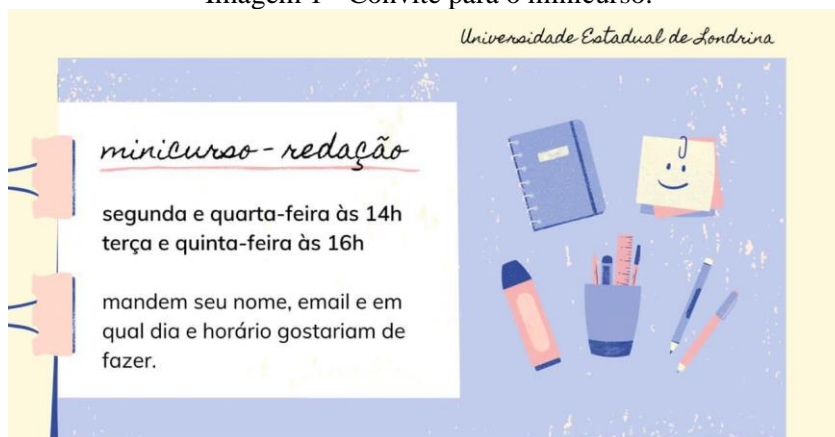 Imagem 1 - Convite para o minicurso.
Universidade Estadual de Londrina
minicurso - redação
segunda e quarta-feira às 14h
terça e quinta-feira às 16h
mandem seu nome, email e em
qual dia e horário gostariam de
fazer.